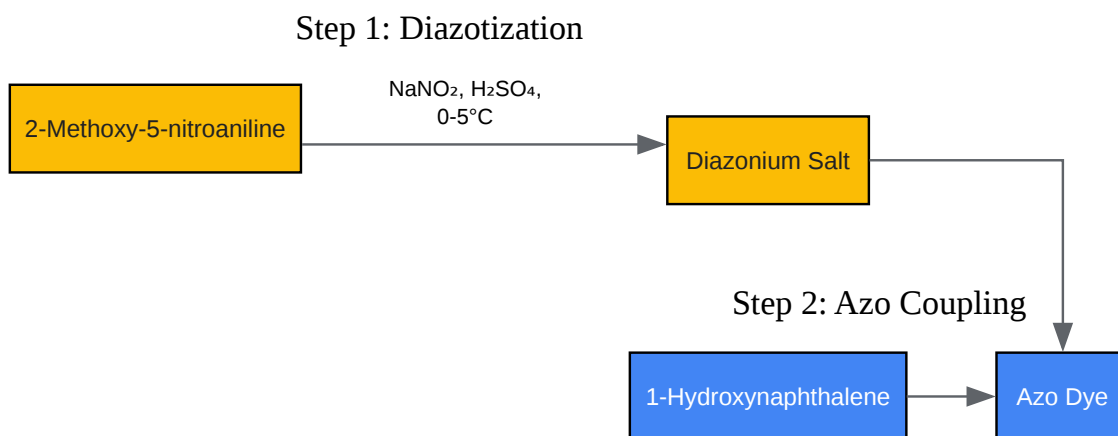 Step 1: Diazotization
NaNO₂, H₂SO₄,
0-5°C
2-Methoxy-5-nitroaniline
Diazonium Salt
Step 2: Azo Coupling
1-Hydroxynaphthalene
Azo Dye